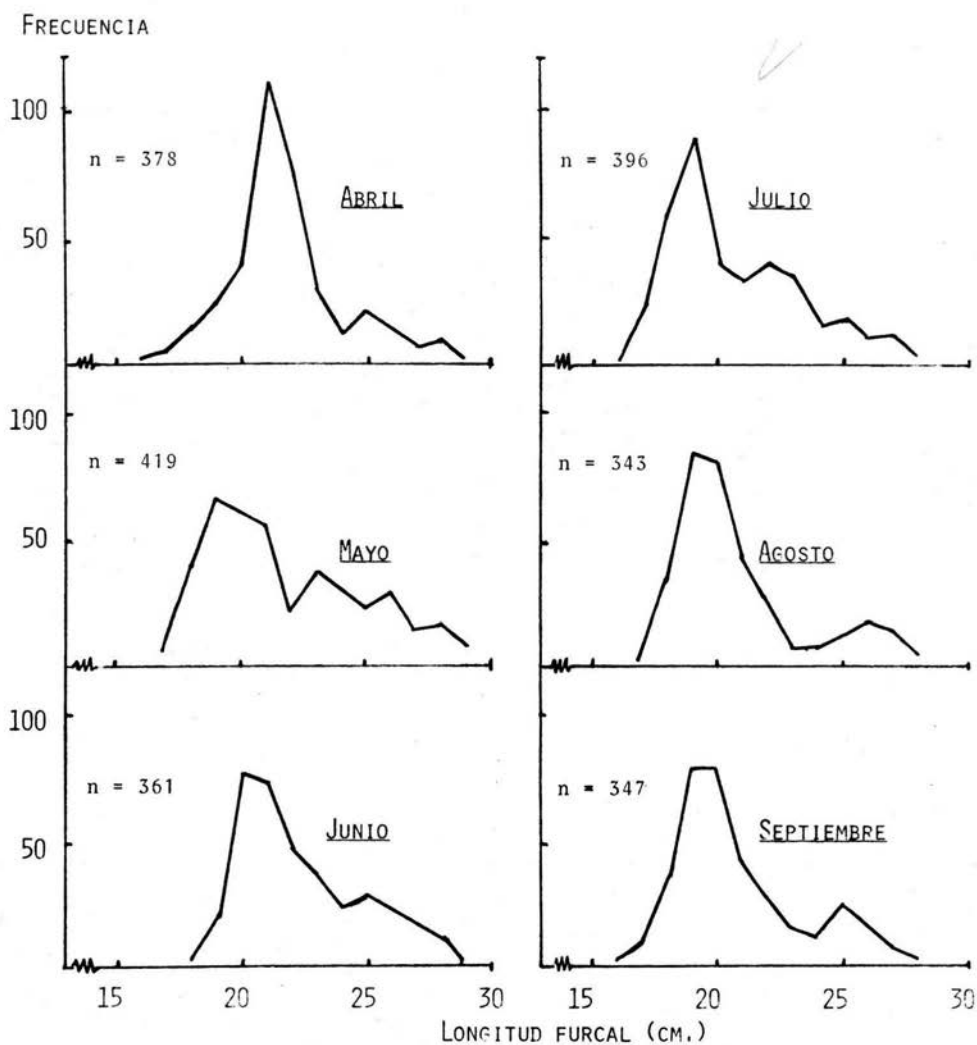 FRECUENCIA
100
50
n = 378
ABRIL
n = 396
JULIO
100
50
n = 419
MAYO
n = 343
AGOSTO
100
50
n = 361
JUNIO
n = 347
SEPTIEMBRE
15 20 25 30 15 20 25 30
LONGITUD FURCAL (CM.)